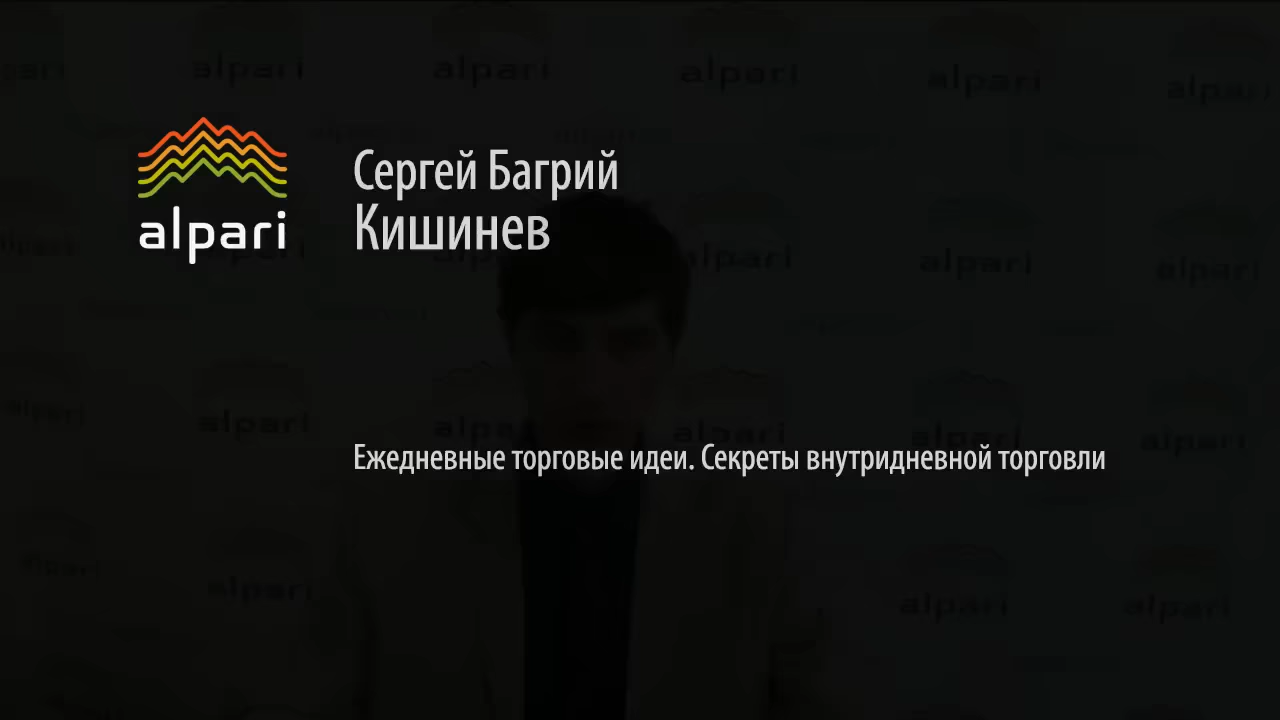 alpari
Сергей Багрий
Кишинев
Ежедневные торговые идеи. Секреты внутридневной торговли